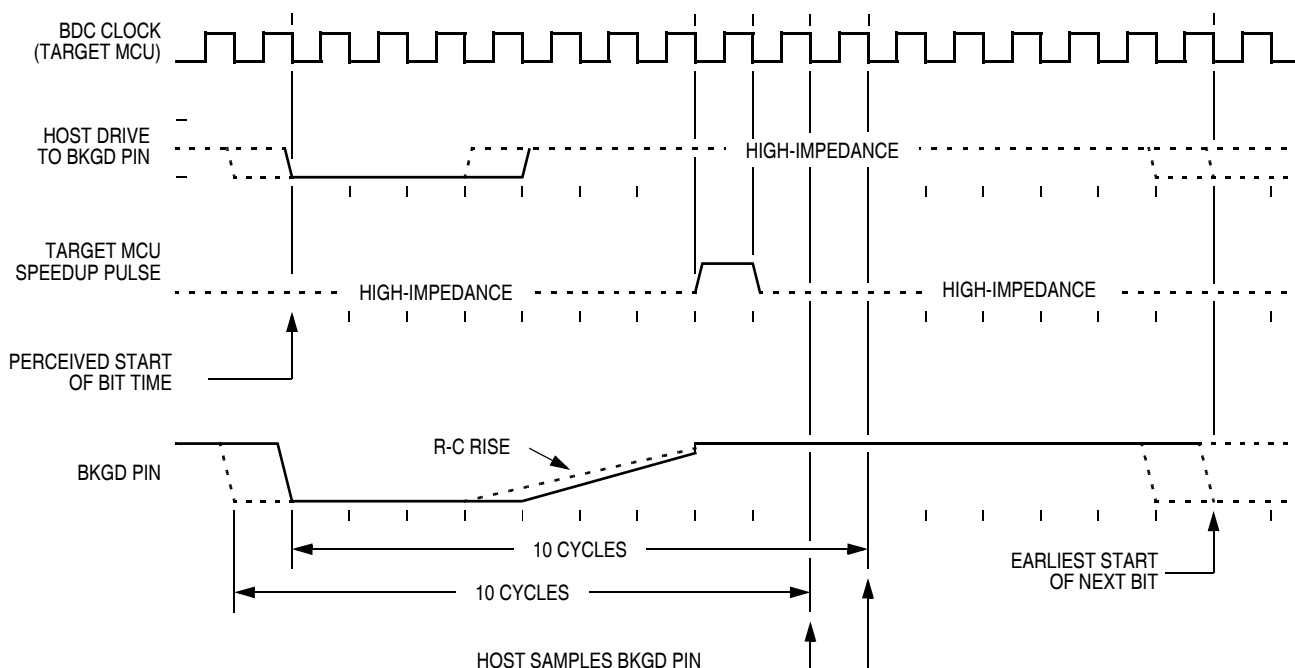 BDC CLOCK
(TARGET MCU)
HOST DRIVE
TO BKGD PIN
HIGH-IMPEDANCE
TARGET MCU
SPEEDUP PULSE
HIGH-IMPEDANCE
HIGH-IMPEDANCE
PERCEIVED START
OF BIT TIME
R-C RISE
BKGD PIN
10 CYCLES
EARLIEST START
OF NEXT BIT
10 CYCLES
HOST SAMPLES BKGD PIN